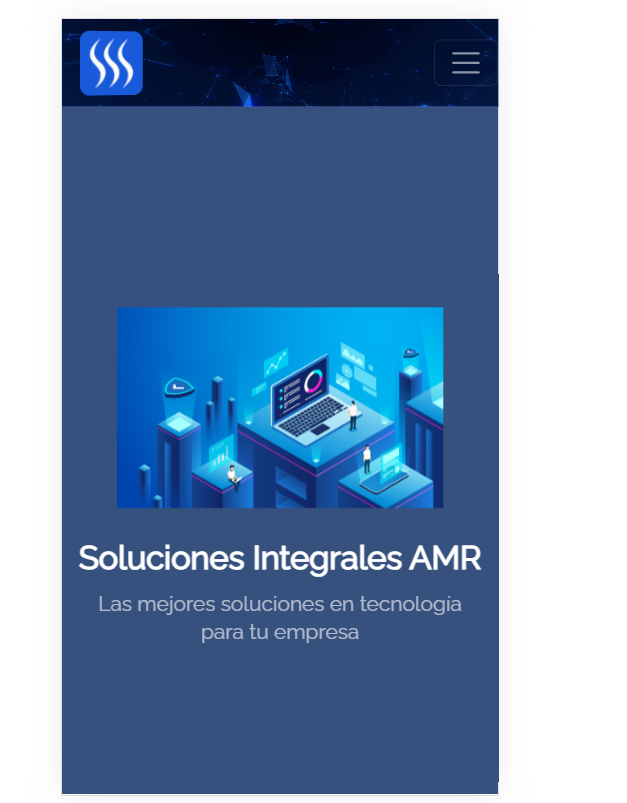 Soluciones Integrales AMR
Las mejores soluciones en tecnología
para tu empresa